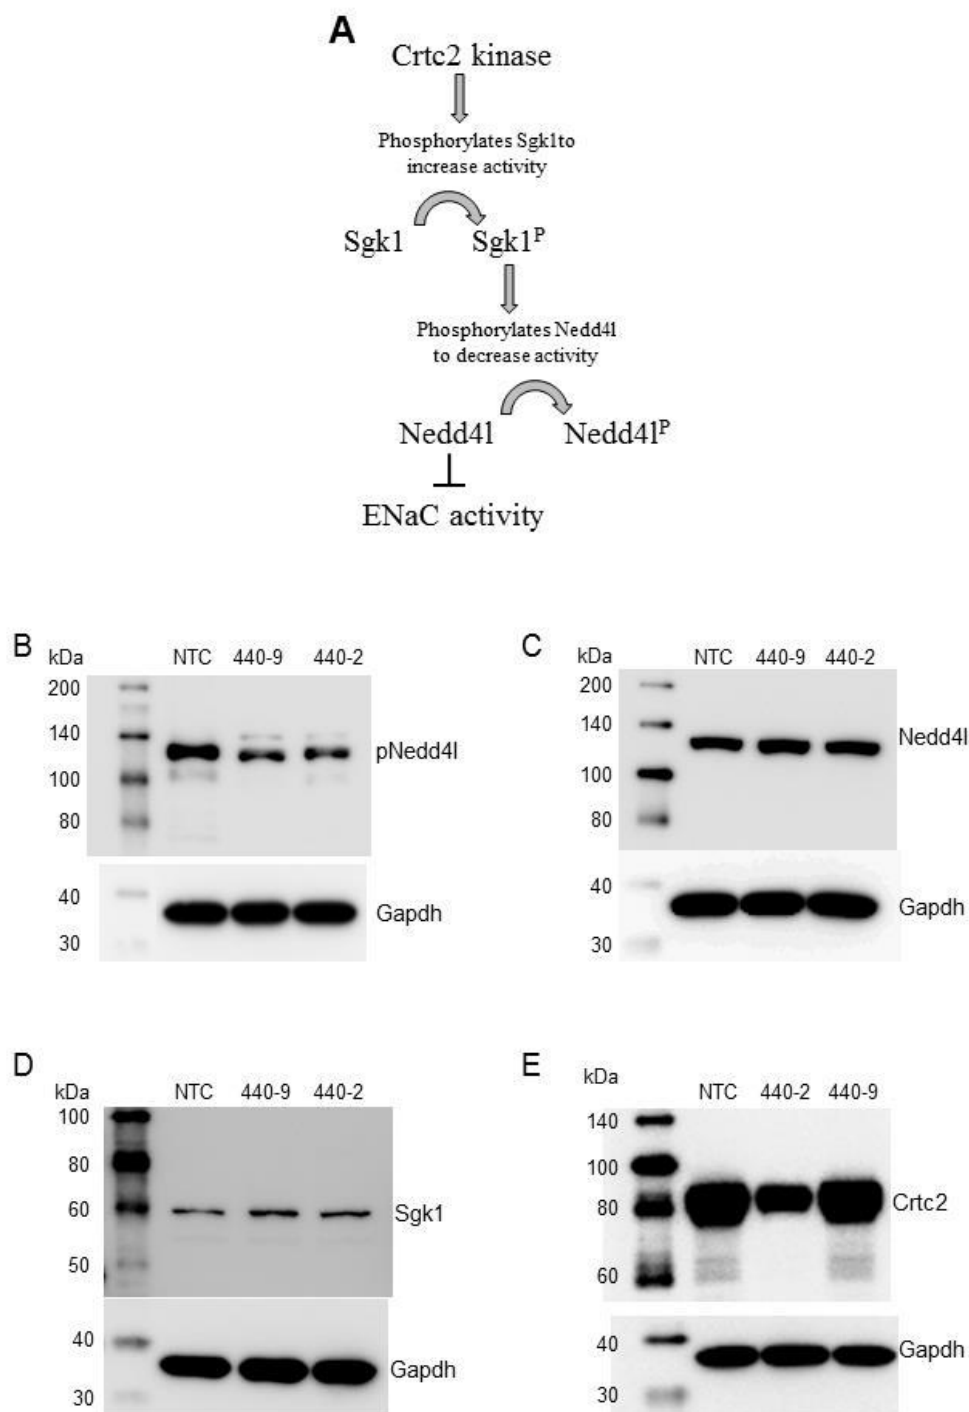 A
Crtc2 kinase
Phosphorylates Sgk1to
increase activity
Sgk1 Sgk1ᴾ
Phosphorylates Nedd4l
to decrease activity
Nedd4l Nedd4lᴾ
ENaC activity
B
kDa NTC 440-9 440-2
200
140
pNedd4l
100
80
40
Gapdh
30
C
kDa NTC 440-9 440-2
200
140
Nedd4l
100
80
40
Gapdh
30
D
kDa NTC 440-9 440-2
100
80
60
Sgk1
50
40
Gapdh
30
E
kDa NTC 440-2 440-9
140
100
80
Crtc2
60
40
Gapdh
30